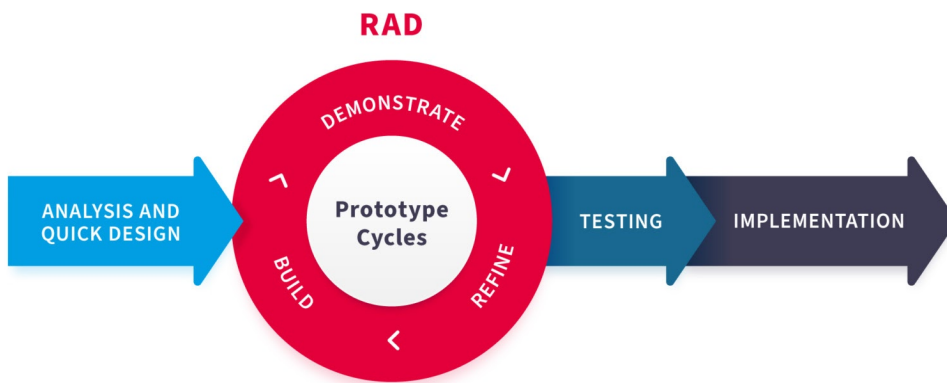 RAD
ANALYSIS AND
QUICK DESIGN
DEMONSTRATE
Prototype
Cycles
BUILD
REFINE
TESTING
IMPLEMENTATION